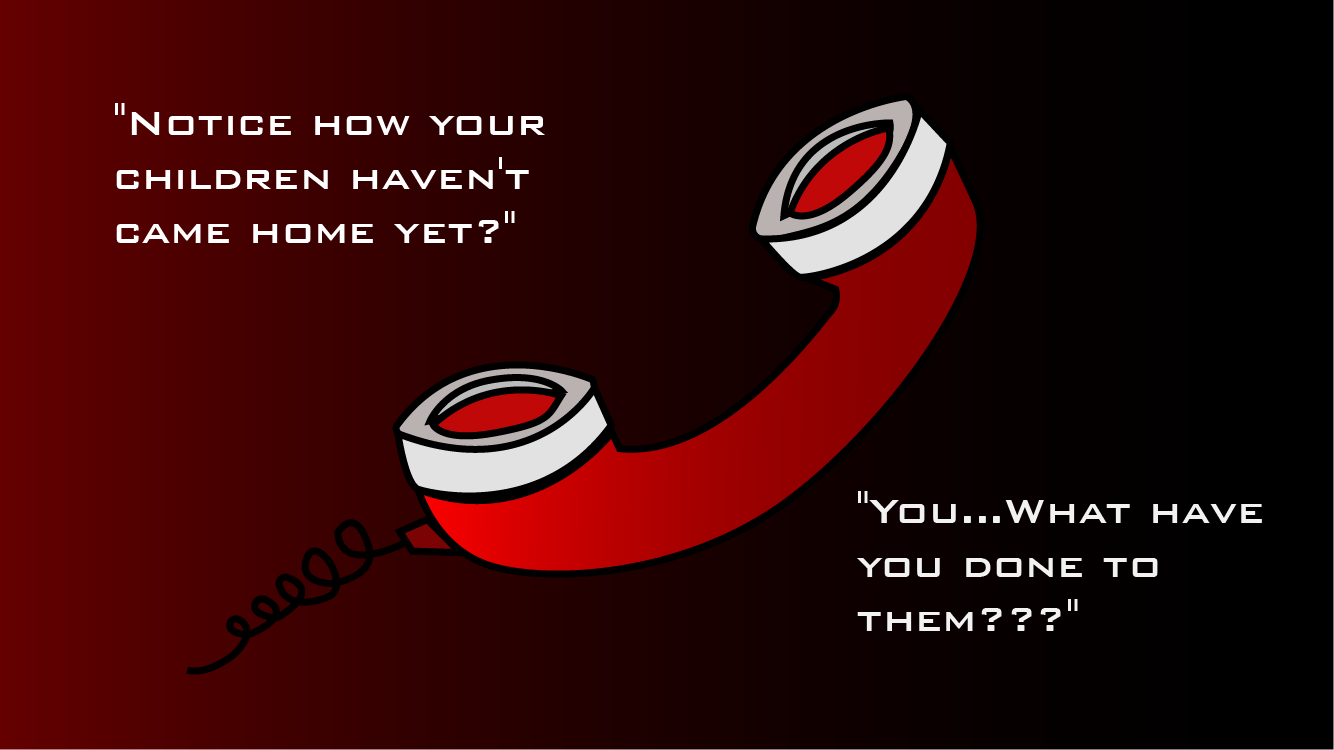 "Notice how your
children haven't
came home yet?"
"You...What have
you done to
them???"